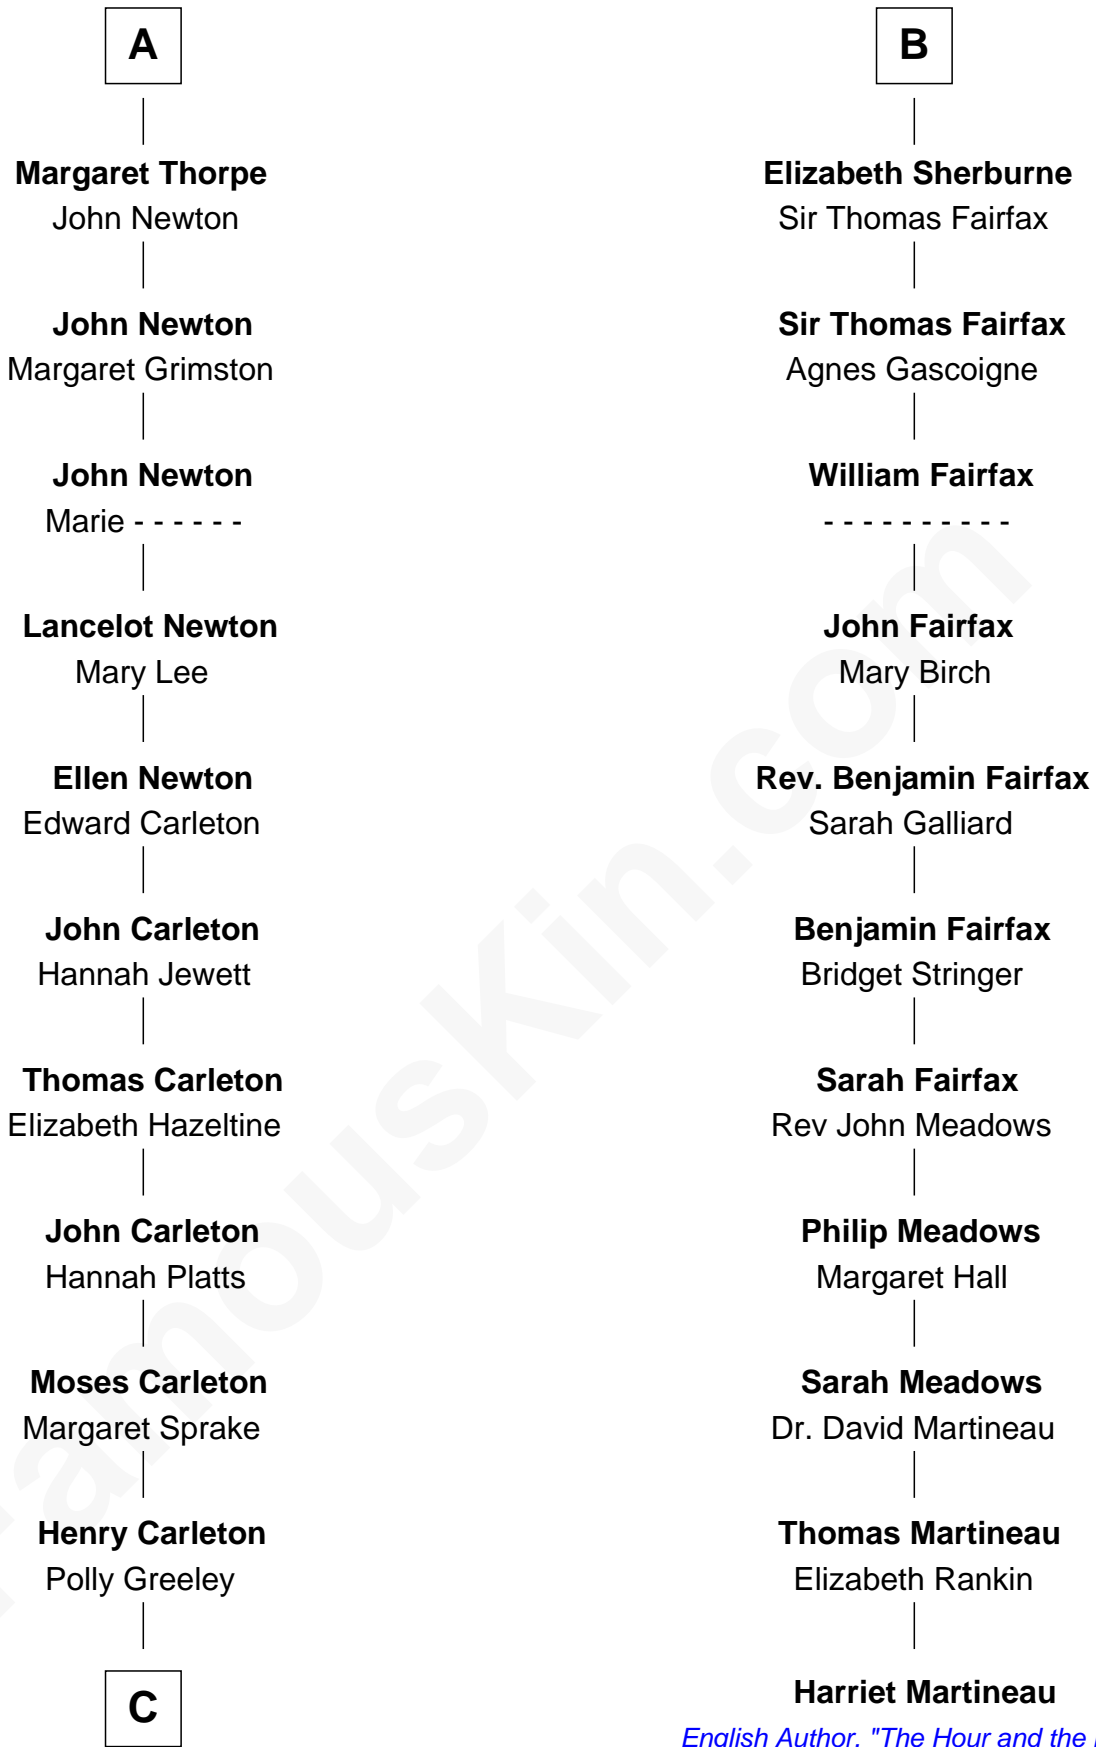 A
Margaret Thorpe
John Newton
John Newton
Margaret Grimston
John Newton
Marie - - - - - -
Lancelot Newton
Mary Lee
Ellen Newton
Edward Carleton
John Carleton
Hannah Jewett
Thomas Carleton
Elizabeth Hazeltine
John Carleton
Hannah Platts
Moses Carleton
Margaret Sprake
Henry Carleton
Polly Greeley
C
B
Elizabeth Sherburne
Sir Thomas Fairfax
Sir Thomas Fairfax
Agnes Gascoigne
William Fairfax
- - - - - - - - - -
John Fairfax
Mary Birch
Rev. Benjamin Fairfax
Sarah Galliard
Benjamin Fairfax
Bridget Stringer
Sarah Fairfax
Rev John Meadows
Philip Meadows
Margaret Hall
Sarah Meadows
Dr. David Martineau
Thomas Martineau
Elizabeth Rankin
Harriet Martineau
English Author, "The Hour and the
FamousKin.com